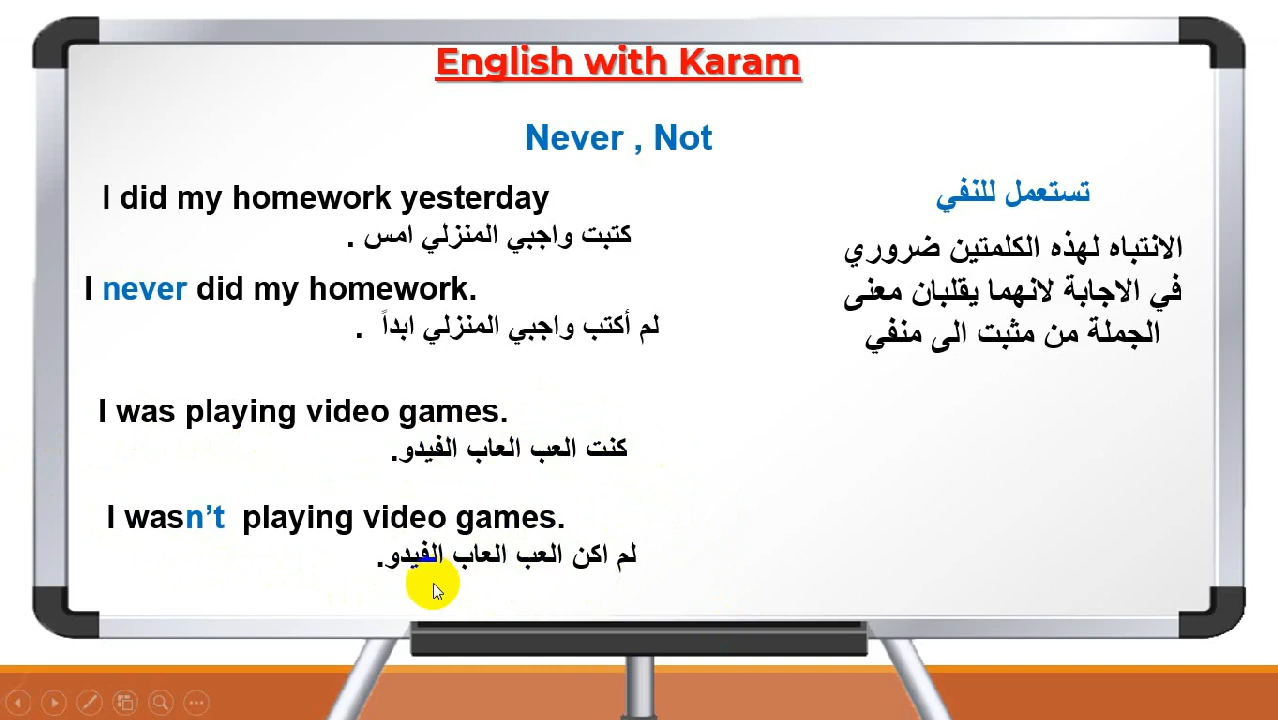 English with Karam
Never , Not
I did my homework yesterday
كتبت واجبي المنزلي امس .
I never did my homework.
لم أكتب واجبي المنزلي ابداً .
I was playing video games.
كنت العب العاب الفيدو.
I wasn’t playing video games.
لم اكن العب العاب الفيدو.
تستعمل للنفي
الانتباه لهذه الكلمتين ضروري
في الاجابة لانهما يقلبان معنى
الجملة من مثبت الى منفي